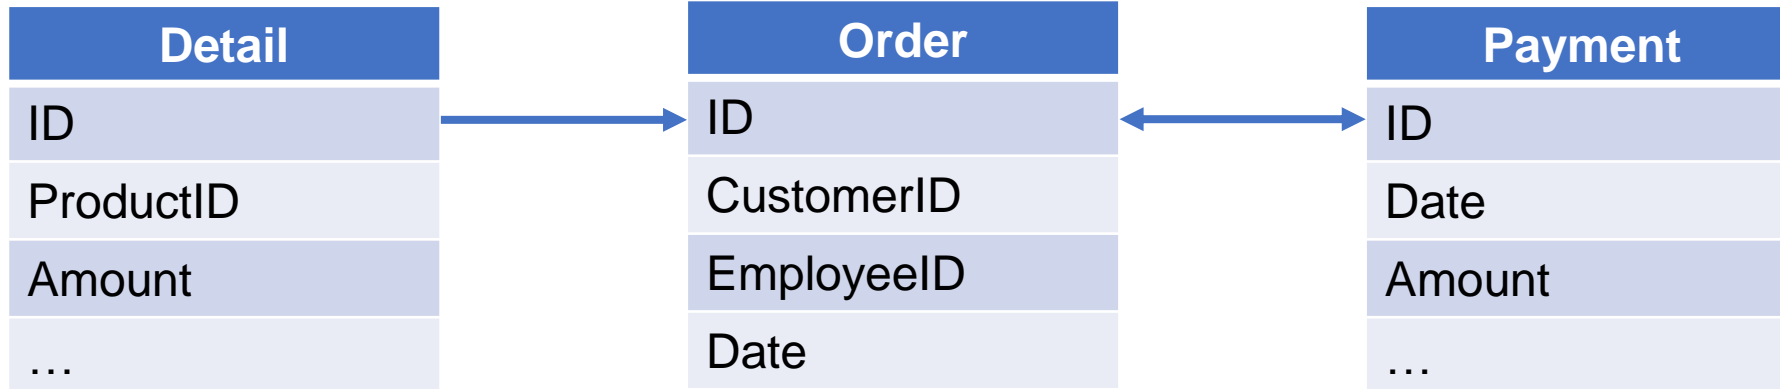 Detail
ID
ProductID
Amount
…
Order
ID
CustomerID
EmployeeID
Date
Payment
ID
Date
Amount
…